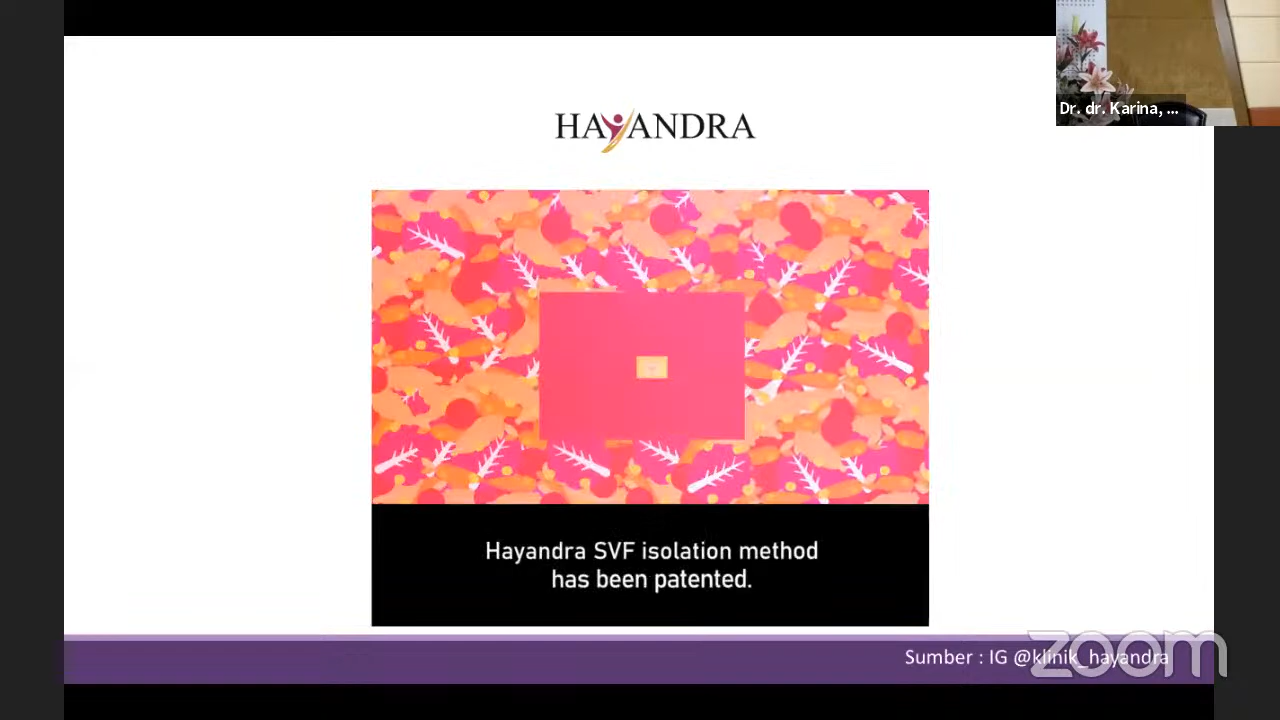 Dr. dr. Karina, ...
HAYANDRA
Hayandra SVF isolation method
has been patented.
Sumber : IG @klinik_hayandra
zoom